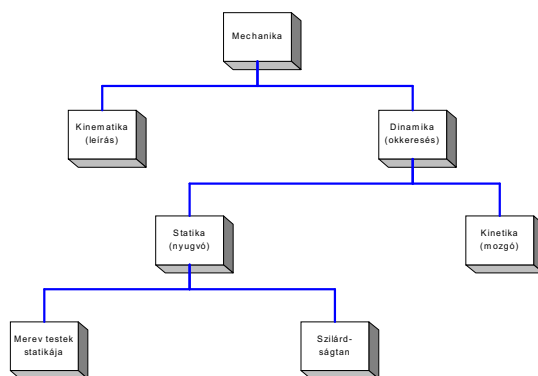 Mechanika
Kinematika
(leírás)
Dinamika
(okkeresés)
Statika
(nyugvó)
Kinetika
(mozgó)
Merev testek
statikája
Szilárd-
ságtan